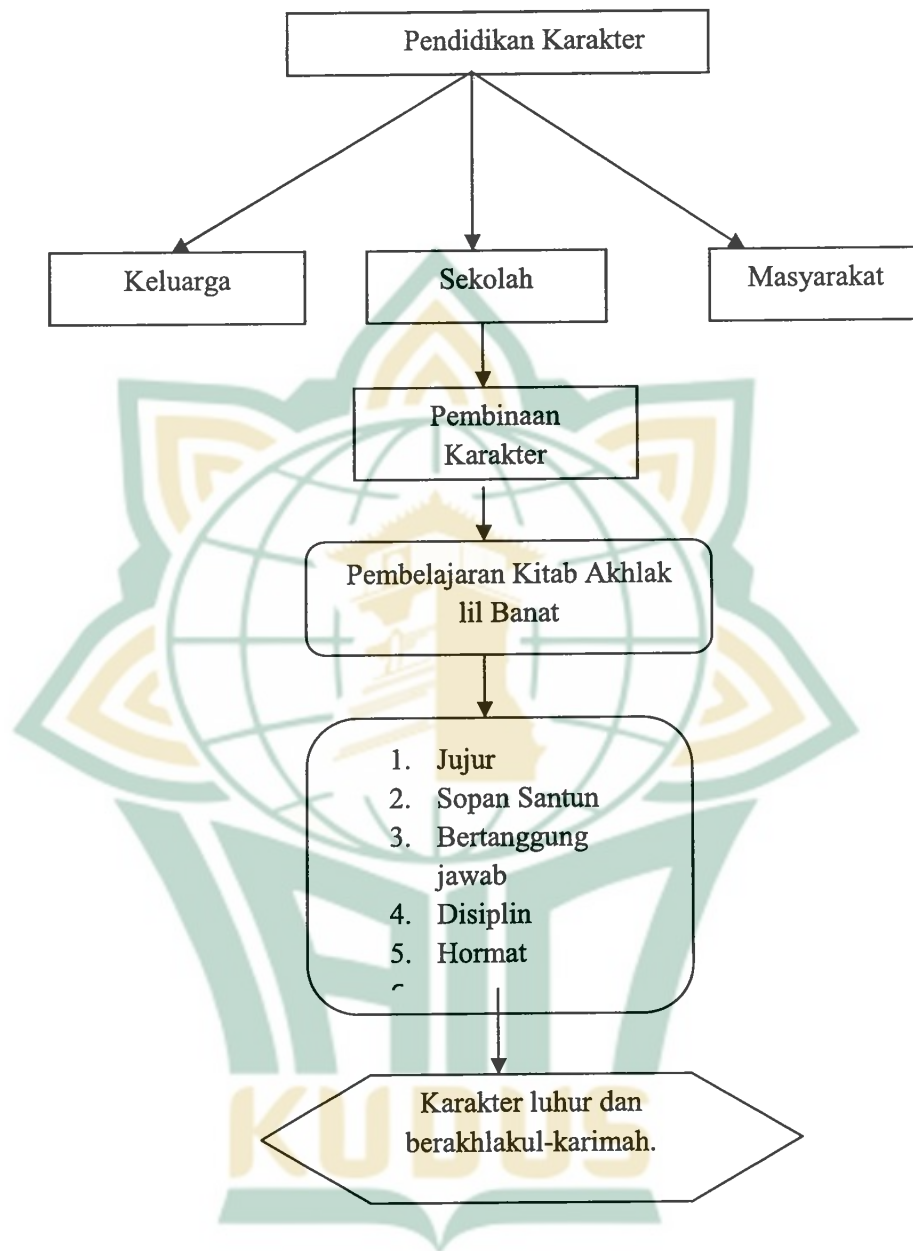 Pendidikan Karakter
Keluarga
Sekolah
Masyarakat
Pembinaan
Karakter
Pembelajaran Kitab Akhlak
lil Banat
1. Jujur
2. Sopan Santun
3. Bertanggung
jawab
4. Disiplin
5. Hormat
Karakter luhur dan
berakhlakul-karimah.
KUDUS